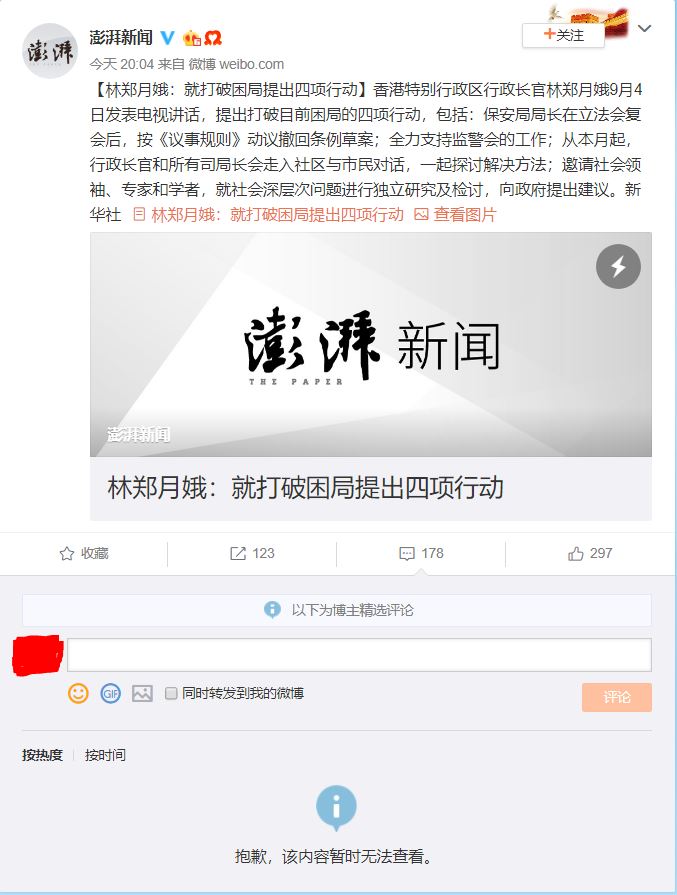 澎湃
澎湃新闻
+关注
今天 20:04 来自 微博 weibo.com
【林郑月娥：就打破困局提出四项行动】香港特别行政区行政长官林郑月娥9月4
日发表电视讲话，提出打破目前困局的四项行动，包括：保安局局长在立法会复
会后，按《议事规则》动议撤回条例草案；全力支持监警会的工作；从本月起，
行政长官和所有司局长会走入社区与市民对话，一起探讨解决方法；邀请社会领
袖、专家和学者，就社会深层次问题进行独立研究及检讨，向政府提出建议。新
华社 林郑月娥：就打破困局提出四项行动 查看图片
澎湃新闻
THE PAPER
澎湃新闻
林郑月娥：就打破困局提出四项行动
收藏 123 178 297
以下为博主精选评论
GIF 同时转发到我的微博 评论
按热度 按时间
抱歉，该内容暂时无法查看。